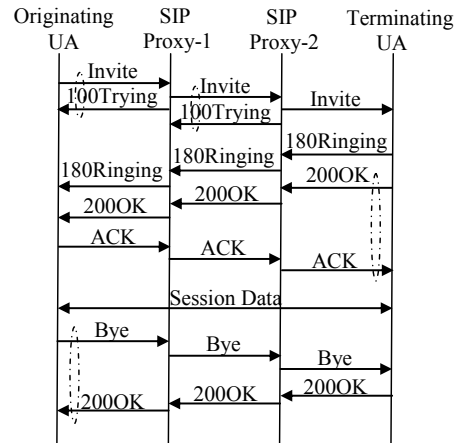 Originating UA
SIP Proxy-1
SIP Proxy-2
Terminating UA
Invite
100Trying
Invite
100Trying
Invite
180Ringing
180Ringing
180Ringing
200OK
200OK
200OK
ACK
ACK
ACK
Session Data
Bye
Bye
Bye
200OK
200OK
200OK